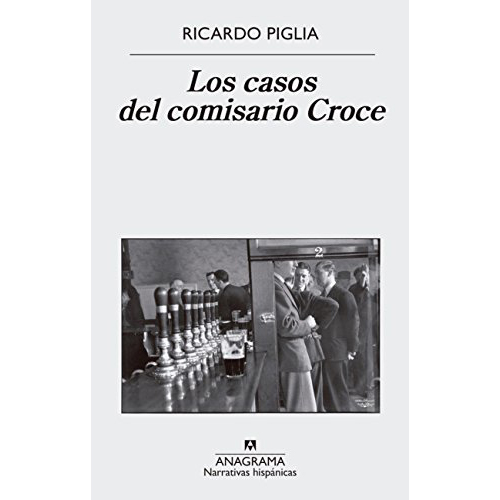 RICARDO PIGLIA
Los casos
del comisario Croce
2
ANAGRAMA
Narrativas hispánicas